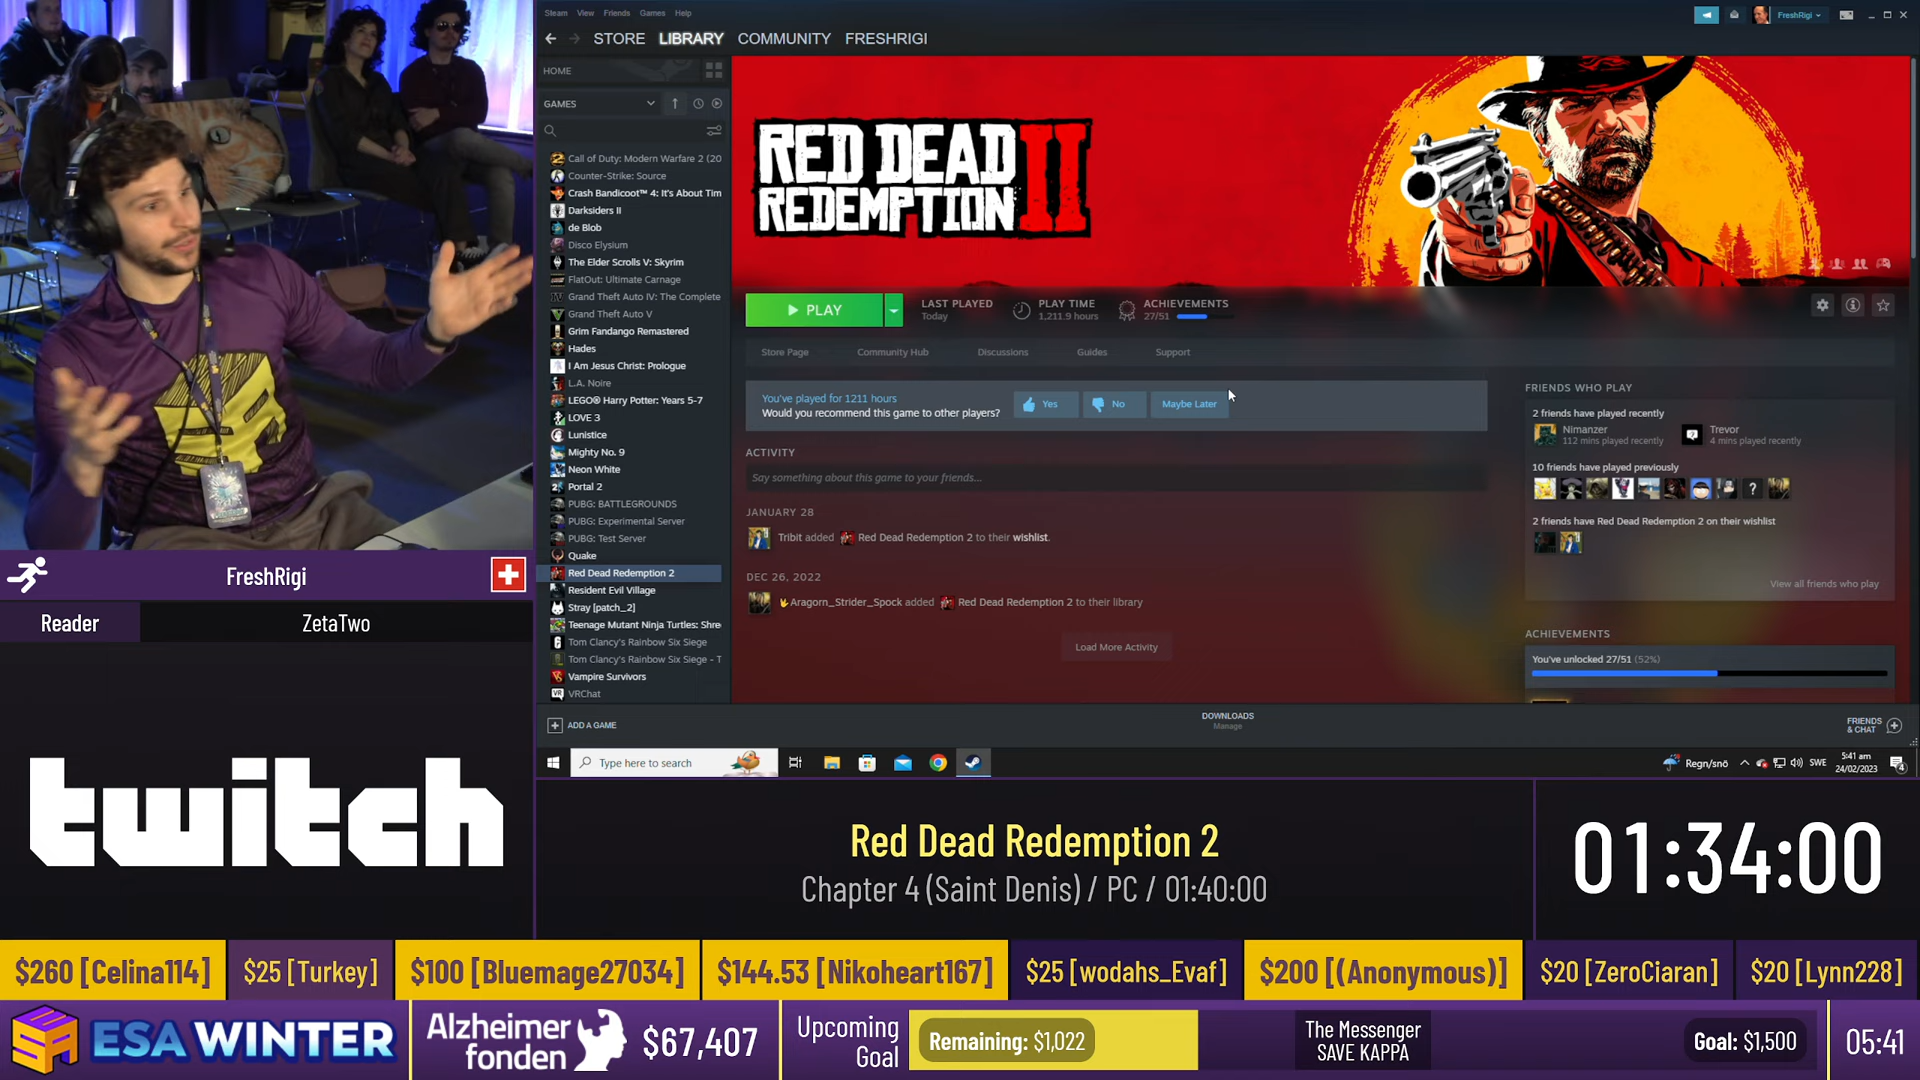 Steam View Friends Games Help
FreshRigi
STORE LIBRARY COMMUNITY FRESHRIGI
HOME
GAMES
Call of Duty: Modern Warfare 2 (20
Counter-Strike: Source
Crash Bandicoot™ 4: It's About Tim
Darksiders II
de Blob
Disco Elysium
The Elder Scrolls V: Skyrim
FlatOut: Ultimate Carnage
Grand Theft Auto IV: The Complete
Grand Theft Auto V
Grim Fandango Remastered
Hades
I Am Jesus Christ: Prologue
L.A. Noire
LEGO® Harry Potter: Years 5-7
LOVE 3
Lunistice
Mighty No. 9
Neon White
Portal 2
PUBG: BATTLEGROUNDS
PUBG: Experimental Server
PUBG: Test Server
Quake
Red Dead Redemption 2
Resident Evil Village
Stray [patch_2]
Teenage Mutant Ninja Turtles: Shre
Tom Clancy's Rainbow Six Siege
Tom Clancy's Rainbow Six Siege - T
Vampire Survivors
VRChat
RED DEAD
REDEMPTION II
PLAY
LAST PLAYED
Today
PLAY TIME
1,211.9 hours
ACHIEVEMENTS
27/51
Store Page Community Hub Discussions Guides Support
You've played for 1211 hours
Would you recommend this game to other players?
Yes No Maybe Later
ACTIVITY
Say something about this game to your friends...
JANUARY 28
Tribit added Red Dead Redemption 2 to their wishlist.
DEC 26, 2022
Aragorn_Strider_Spock added Red Dead Redemption 2 to their library
Load More Activity
FRIENDS WHO PLAY
2 friends have played recently
Nimanzer
112 mins played recently
Trevor
4 mins played recently
10 friends have played previously
?
2 friends have Red Dead Redemption 2 on their wishlist
View all friends who play
ACHIEVEMENTS
You've unlocked 27/51 (52%)
ADD A GAME
DOWNLOADS
Manage
FRIENDS
& CHAT
Type here to search
Regn/snö
SWE
5:41 am
24/02/2023
4
FreshRigi
Reader
ZetaTwo
twitch
Red Dead Redemption 2
Chapter 4 (Saint Denis) / PC / 01:40:00
01:34:00
$260 [Celina114] $25 [Turkey] $100 [Bluemage27034] $144.53 [Nikoheart167] $25 [wodahs_Evaf] $200 [(Anonymous)] $20 [ZeroCiaran] $20 [Lynn228]
ESA WINTER
Alzheimer
fonden
$67,407
Upcoming
Goal
Remaining: $1,022
The Messenger
SAVE KAPPA
Goal: $1,500
05:41